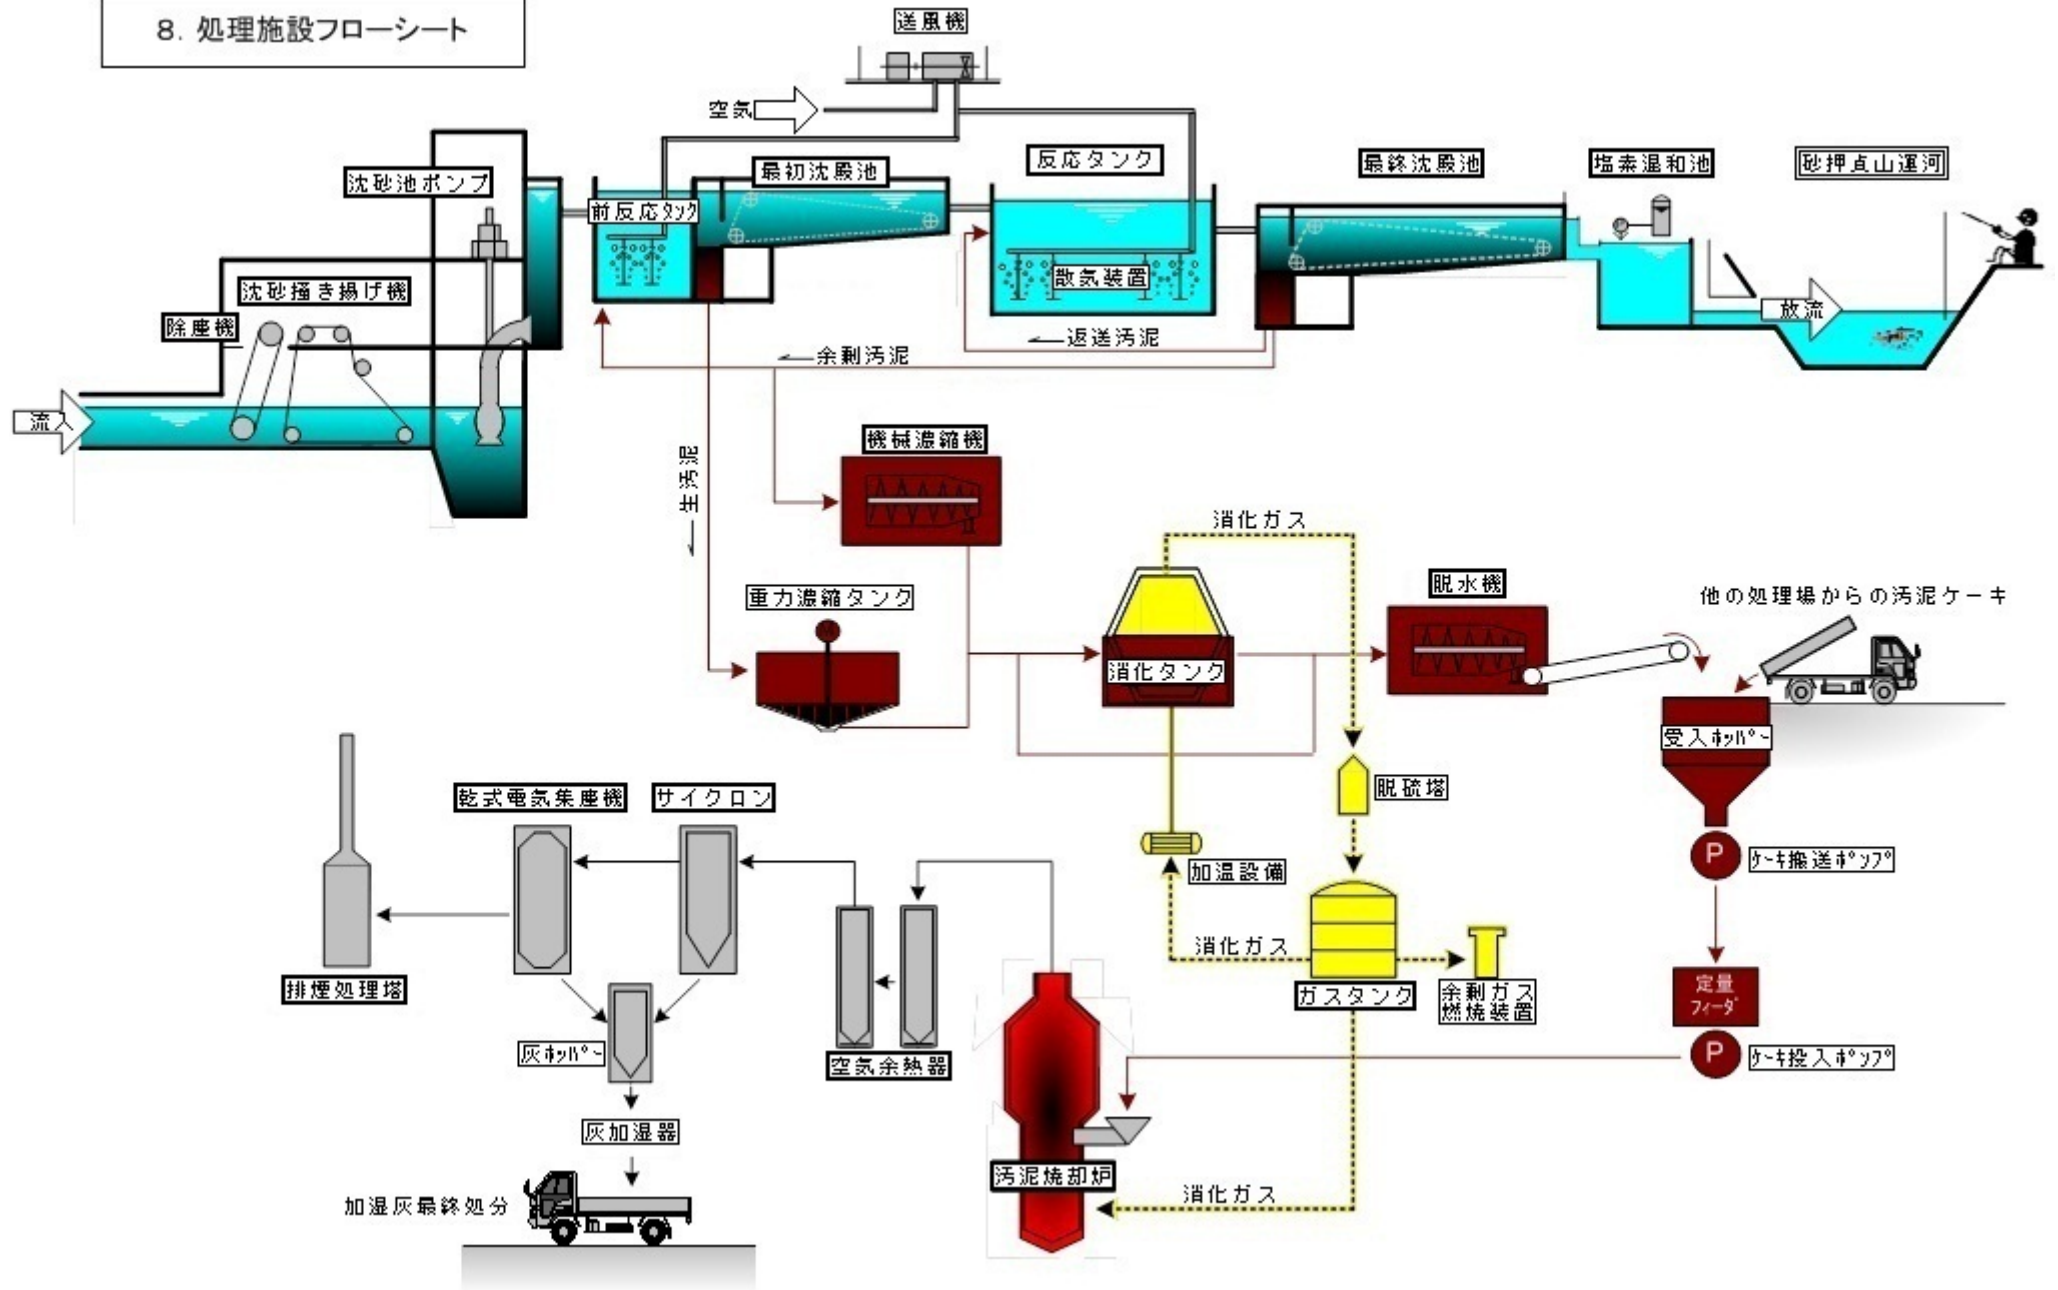 8. 処理施設フローシート
送風機
空気
沈砂池ポンプ
最初沈殿池
反応タンク
最終沈殿池
塩素混和池
砂押貞山運河
前反応タンク
散気装置
沈砂掻き揚げ機
除塵機
放流
返送汚泥
余剰汚泥
流入
機械濃縮機
生汚泥
消化ガス
脱水機
重力濃縮タンク
他の処理場からの汚泥ケーキ
消化タンク
受入ホッパー
脱硫塔
乾式電気集塵機
サイクロン
P
ケーキ搬送ポンプ
加温設備
消化ガス
排煙処理塔
ガスタンク
余剰ガス
燃焼装置
定量
フィーダ
灰ホッパー
空気余熱器
P
ケーキ投入ポンプ
灰加湿器
汚泥焼却炉
消化ガス
加湿灰最終処分